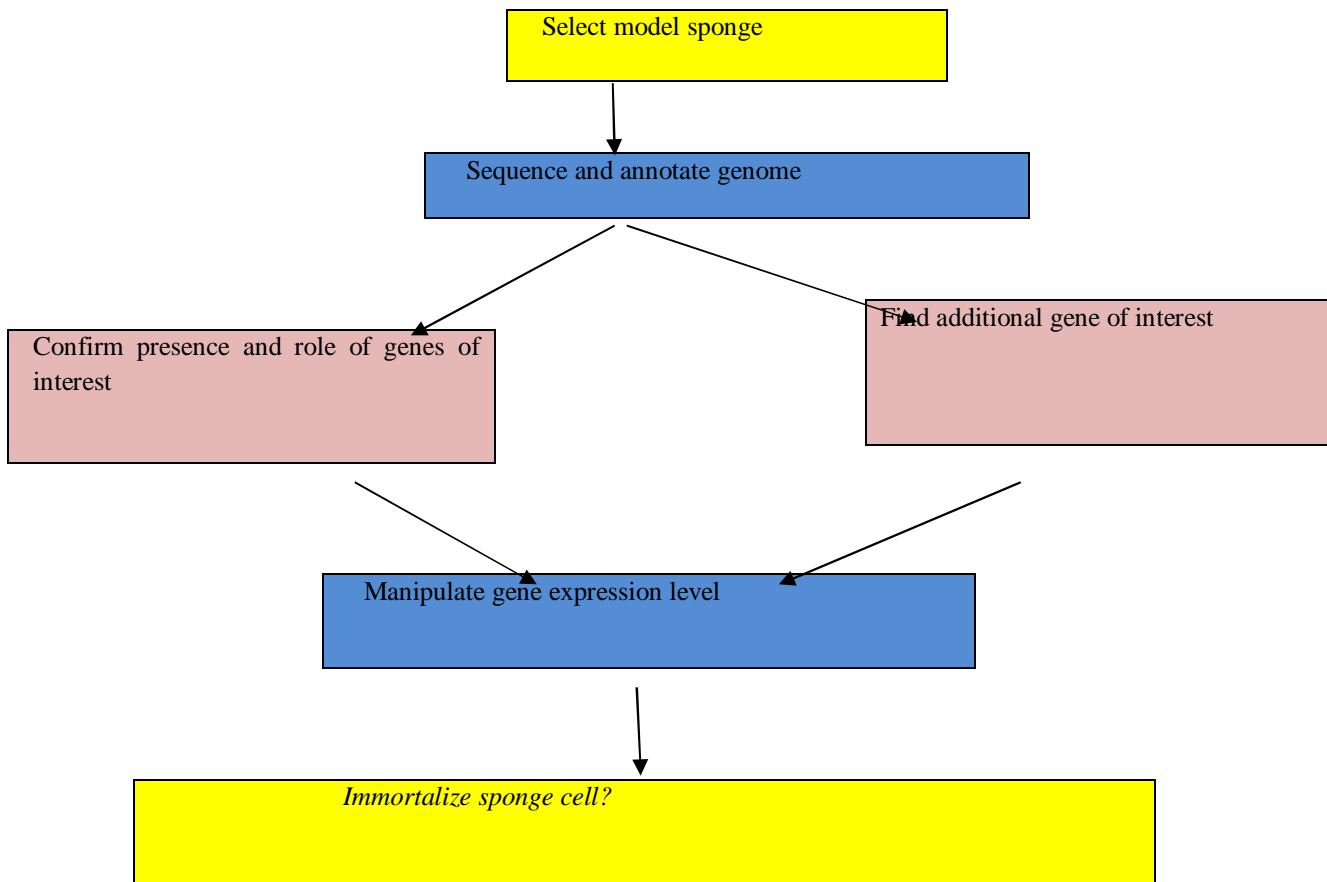 Select model sponge
Sequence and annotate genome
Find additional gene of interest
Confirm presence and role of genes of
interest
Manipulate gene expression level
Immortalize sponge cell?